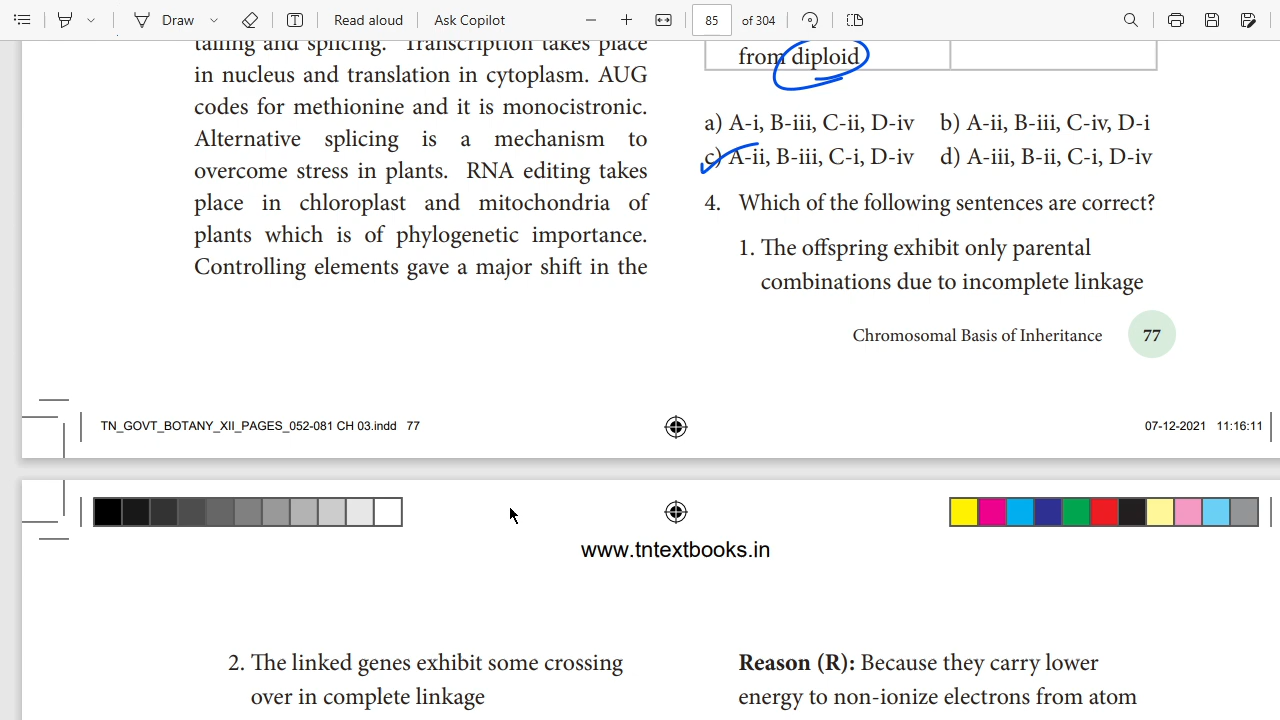 Draw
Read aloud
Ask Copilot
85
of 304
tailing and splicing. Transcription takes place
in nucleus and translation in cytoplasm. AUG
codes for methionine and it is monocistronic.
Alternative splicing is a mechanism to
overcome stress in plants. RNA editing takes
place in chloroplast and mitochondria of
plants which is of phylogenetic importance.
Controlling elements gave a major shift in the
from diploid
a) A-i, B-iii, C-ii, D-iv b) A-ii, B-iii, C-iv, D-i
c) A-ii, B-iii, C-i, D-iv d) A-iii, B-ii, C-i, D-iv
4. Which of the following sentences are correct?
1. The offspring exhibit only parental
combinations due to incomplete linkage
Chromosomal Basis of Inheritance 77
TN_GOVT_BOTANY_XII_PAGES_052-081 CH 03.indd 77
07-12-2021 11:16:11
www.tntextbooks.in
2. The linked genes exhibit some crossing
over in complete linkage
Reason (R): Because they carry lower
energy to non-ionize electrons from atom